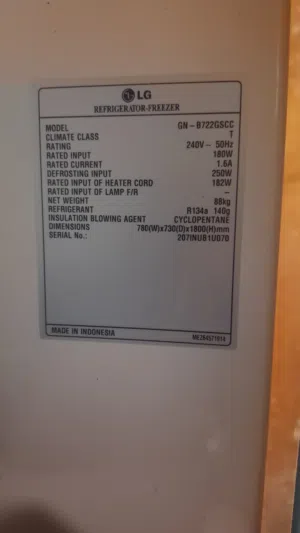 LG
REFRIGERATOR-FREEZER
MODEL GN-B722GSCC
CLIMATE CLASS T
RATING 240V~ 50Hz
RATED INPUT 180W
RATED CURRENT 1.6A
DEFROSTING INPUT 250W
RATED INPUT OF HEATER CORD 182W
RATED INPUT OF LAMP F/R –
NET WEIGHT 88kg
REFRIGERANT R134a 140g
INSULATION BLOWING AGENT CYCLOPENTANE
DIMENSIONS 780(W)x730(D)x1800(H)mm
SERIAL No.:
MADE IN INDONESIA